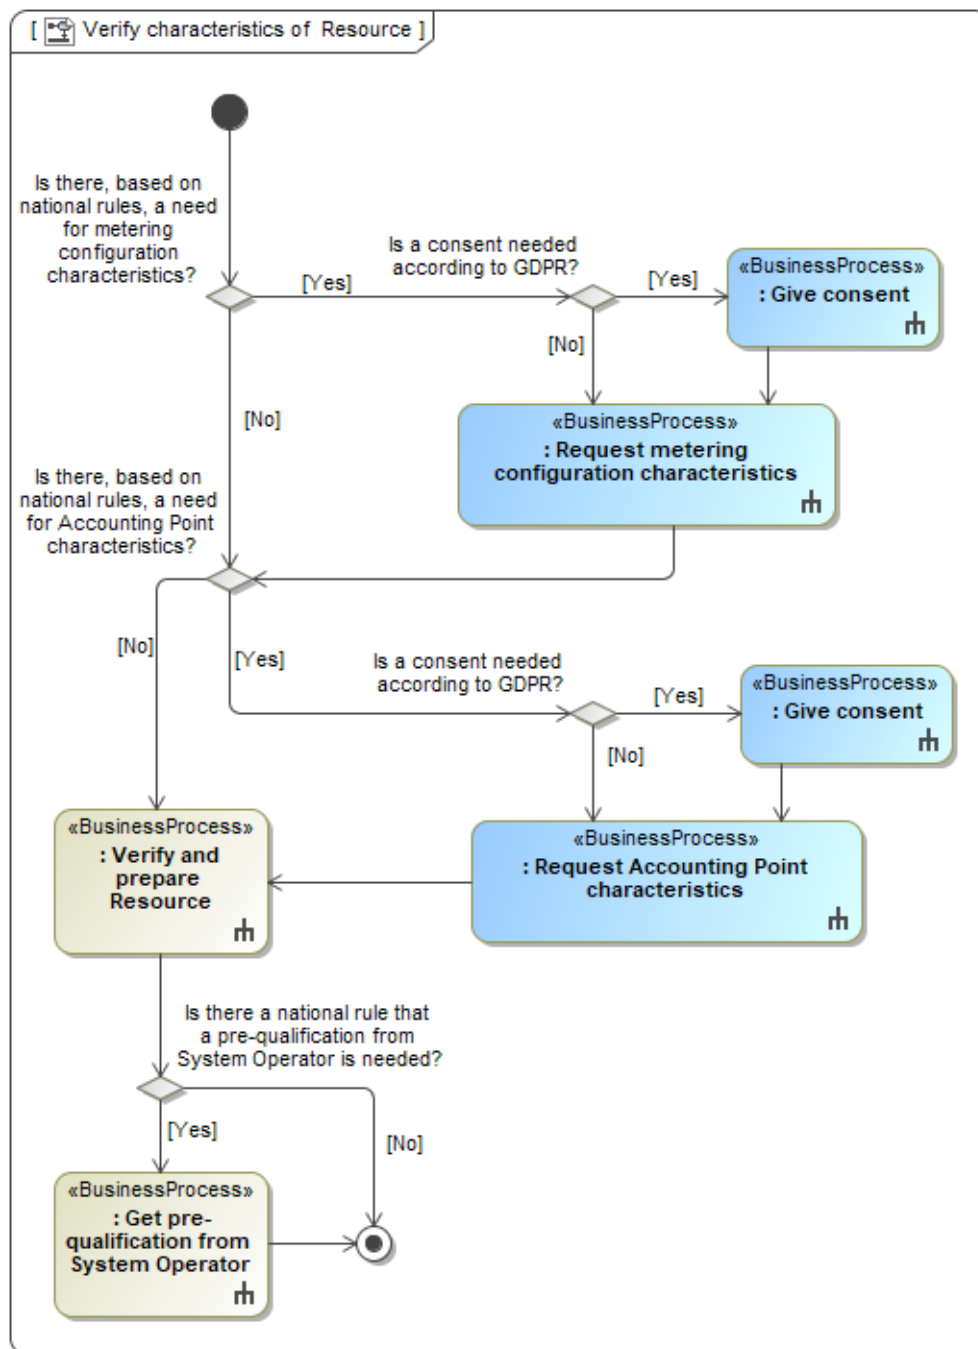 [ Verify characteristics of Resource ]
Is there, based on
national rules, a need
for metering
configuration
characteristics?
Is a consent needed
according to GDPR?
[Yes]
[Yes]
«BusinessProcess»
: Give consent
[No]
[No]
«BusinessProcess»
: Request metering
configuration characteristics
Is there, based on
national rules, a need
for Accounting Point
characteristics?
[No]
[Yes]
Is a consent needed
according to GDPR?
[Yes]
«BusinessProcess»
: Give consent
[No]
«BusinessProcess»
: Verify and
prepare
Resource
«BusinessProcess»
: Request Accounting Point
characteristics
Is there a national rule that
a pre-qualification from
System Operator is needed?
[Yes]
[No]
«BusinessProcess»
: Get pre-
qualification from
System Operator